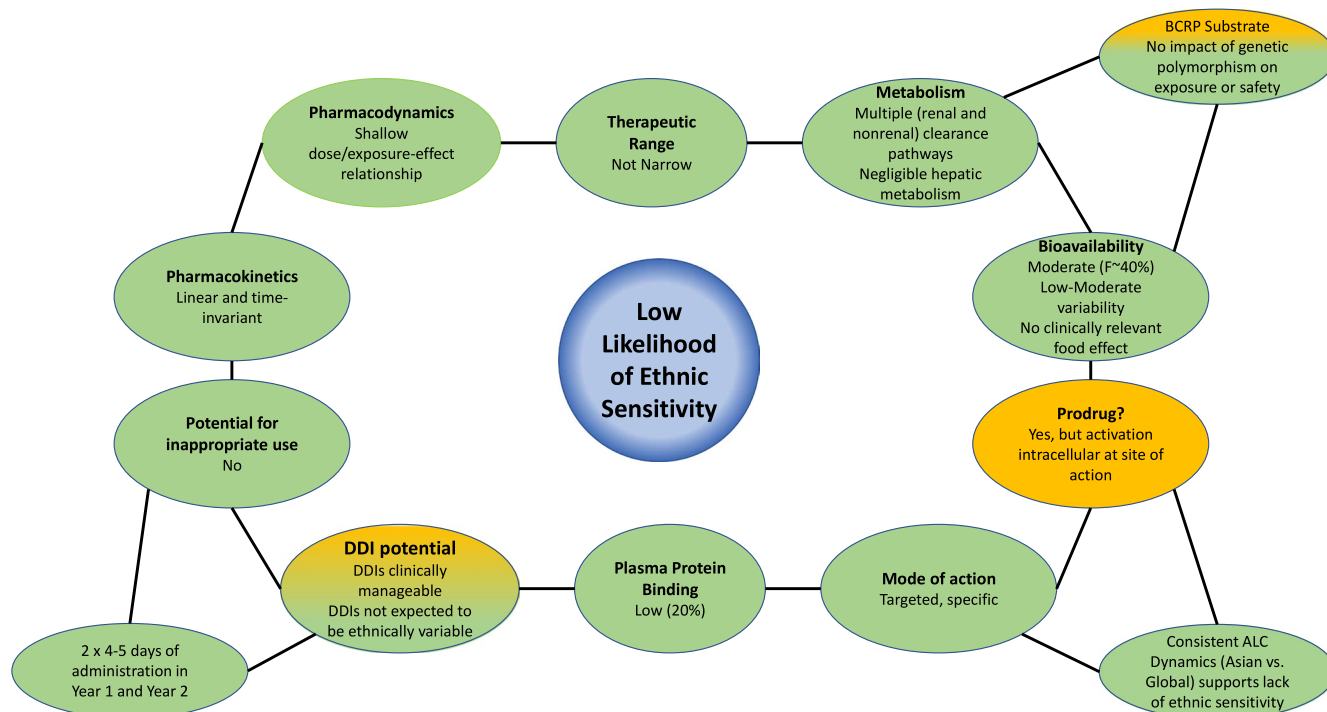 BCRP Substrate
No impact of genetic
polymorphism on
exposure or safety
Pharmacodynamics
Shallow
dose/exposure-effect
relationship
Therapeutic
Range
Not Narrow
Metabolism
Multiple (renal and
nonrenal) clearance
pathways
Negligible hepatic
metabolism
Pharmacokinetics
Linear and time-
invariant
Low
Likelihood
of Ethnic
Sensitivity
Bioavailability
Moderate (F~40%)
Low-Moderate
variability
No clinically relevant
food effect
Potential for
inappropriate use
No
Prodrug?
Yes, but activation
intracellular at site of
action
DDI potential
DDIs clinically
manageable
DDIs not expected to
be ethnically variable
Plasma Protein
Binding
Low (20%)
Mode of action
Targeted, specific
2 x 4-5 days of
administration in
Year 1 and Year 2
Consistent ALC
Dynamics (Asian vs.
Global) supports lack
of ethnic sensitivity